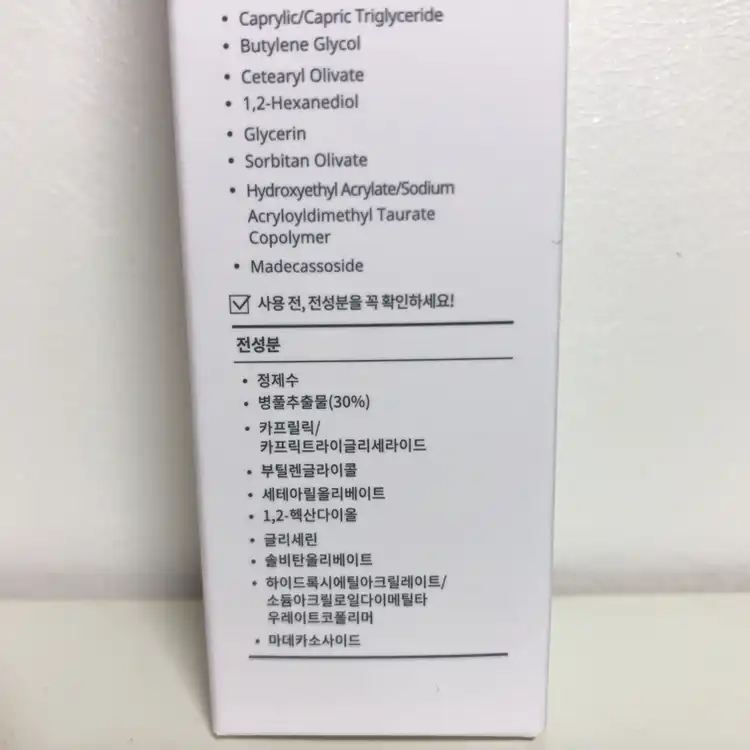 • Caprylic/Capric Triglyceride
• Butylene Glycol
• Cetearyl Olivate
• 1,2-Hexanediol
• Glycerin
• Sorbitan Olivate
• Hydroxyethyl Acrylate/Sodium
Acryloyldimethyl Taurate
Copolymer
• Madecassoside
☑ 사용 전, 전성분을 꼭 확인하세요!
전성분
• 정제수
• 병풀추출물(30%)
• 카프릴릭/
카프릭트라이글리세라이드
• 부틸렌글라이콜
• 세테아릴올리베이트
• 1,2-헥산다이올
• 글리세린
• 솔비탄올리베이트
• 하이드록시에틸아크릴레이트/
소듐아크릴로일다이메틸타
우레이트코폴리머
• 마데카소사이드